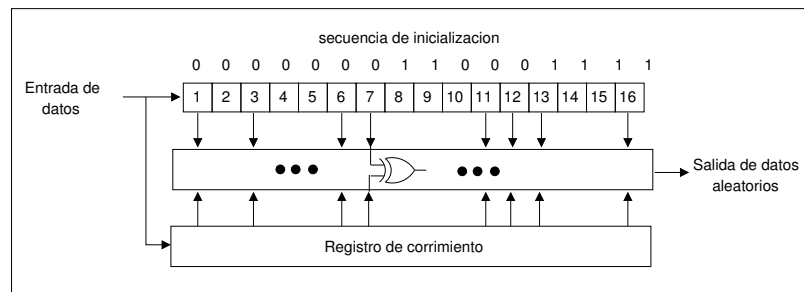 secuencia de inicializacion
0 0 0 0 0 0 0 1 1 0 0 0 1 1 1 1
Entrada de
datos
1 2 3 4 5 6 7 8 9 10 11 12 13 14 15 16
Salida de datos
aleatorios
Registro de corrimiento